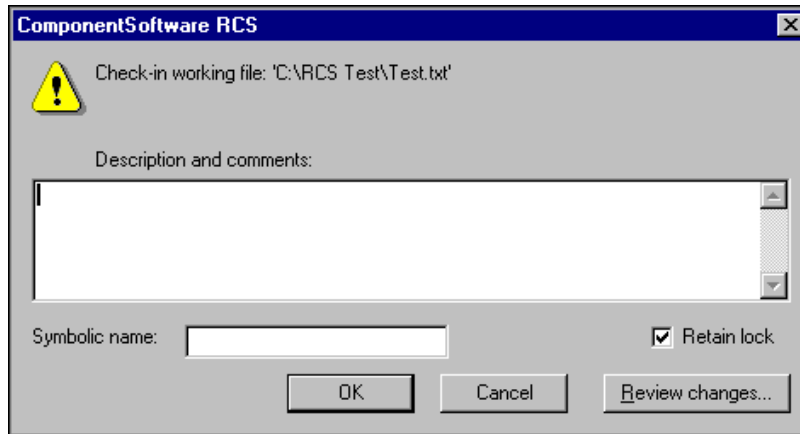 ComponentSoftware RCS
Check-in working file: 'C:\RCS Test\Test.txt'
Description and comments:
Symbolic name:
Retain lock
OK
Cancel
Review changes...